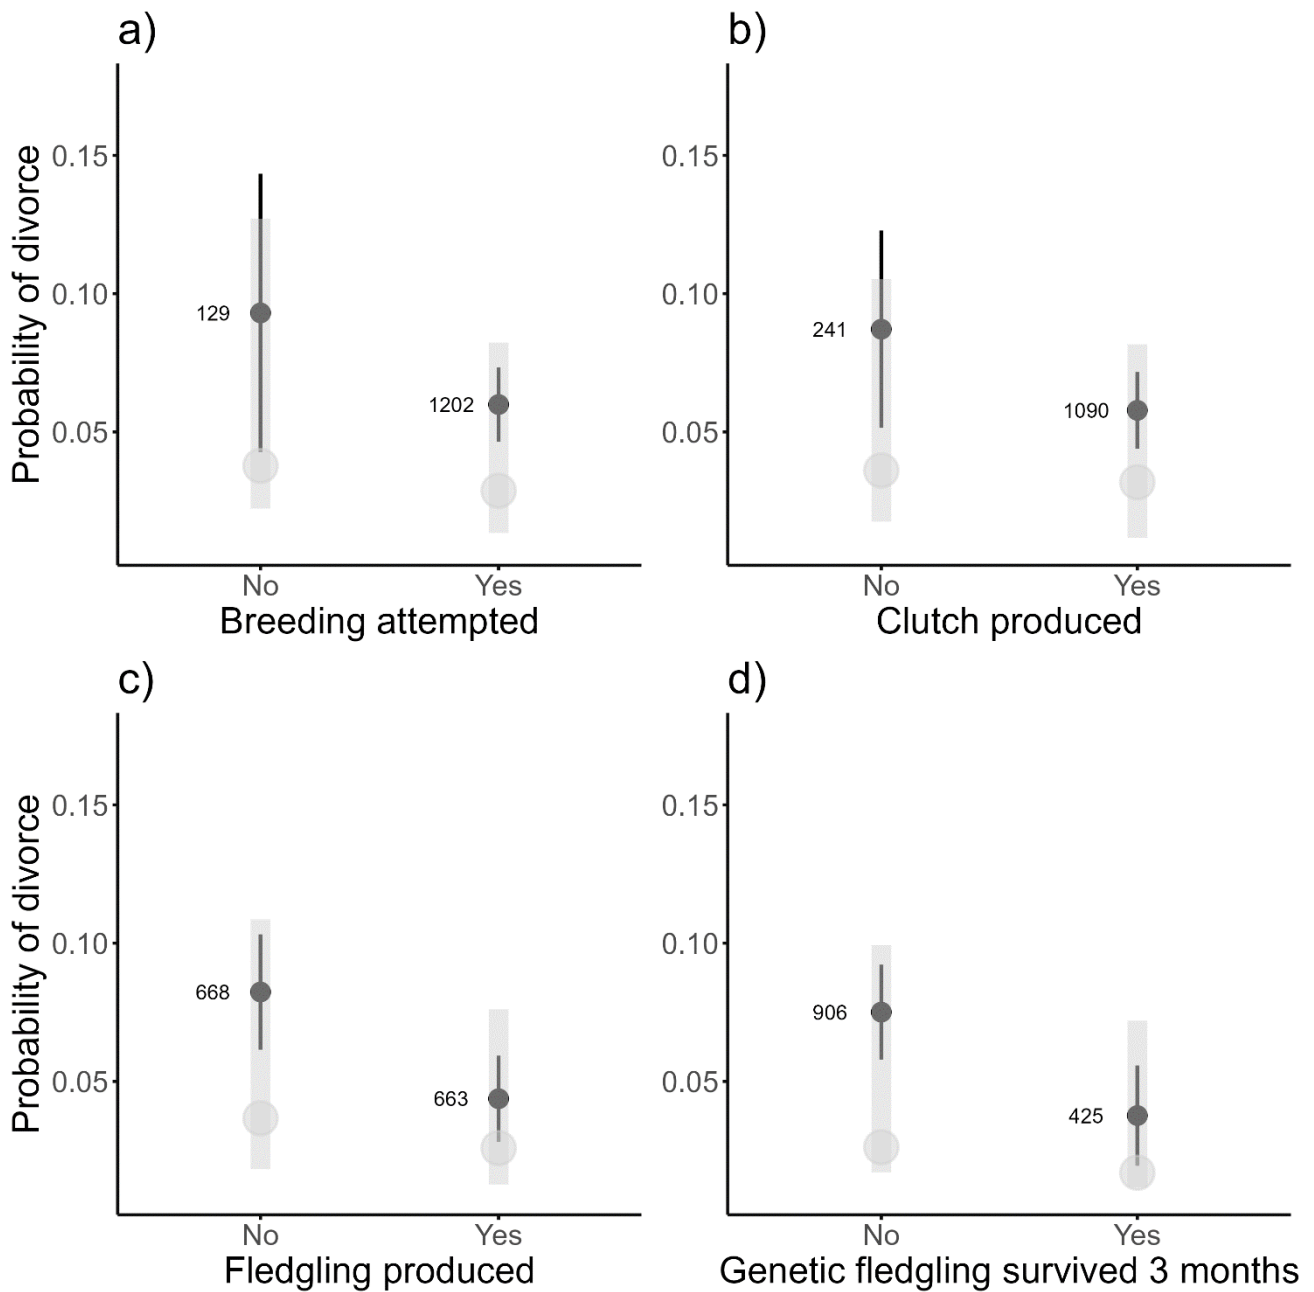 a)
Probability of divorce
0.15
0.10
0.05
129
1202
No
Yes
Breeding attempted
b)
0.15
0.10
0.05
241
1090
No
Yes
Clutch produced
c)
Probability of divorce
0.15
0.10
0.05
668
663
No
Yes
Fledgling produced
d)
0.15
0.10
0.05
906
425
No
Yes
Genetic fledgling survived 3 months